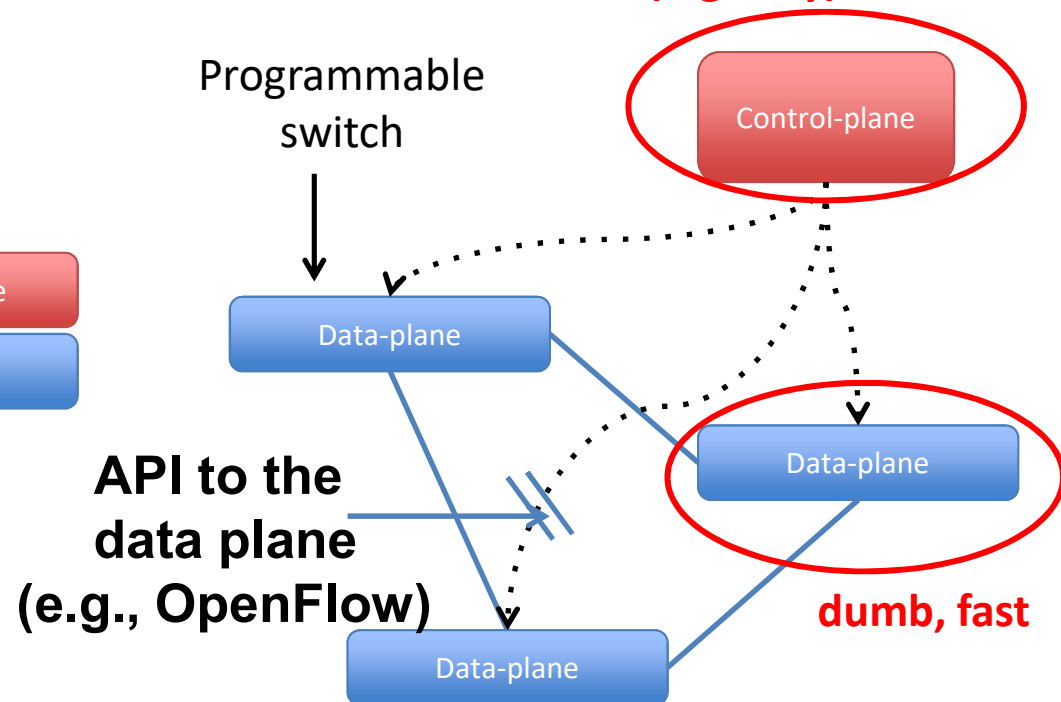 Programmable
switch
Control-plane
Data-plane
API to the
data plane
(e.g., OpenFlow)
Data-plane
dumb, fast
Data-plane